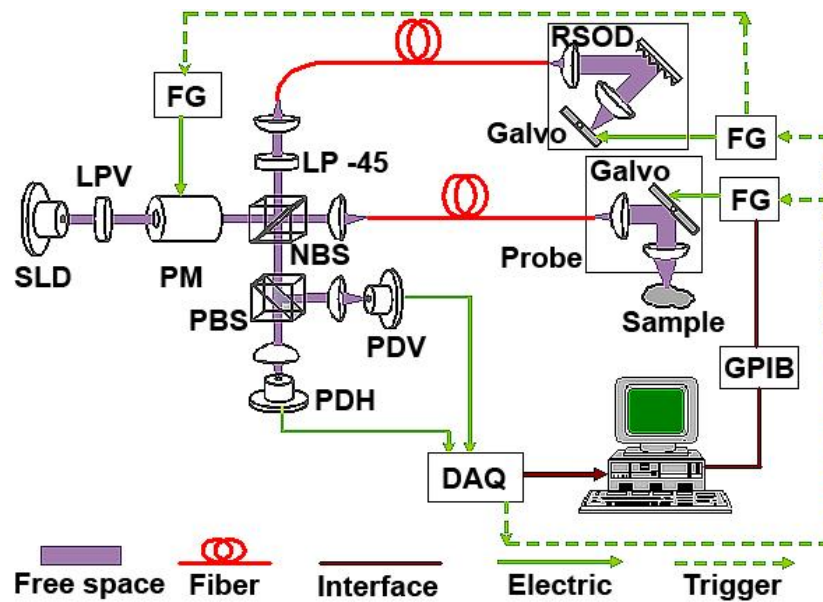 RSOD
FG
Galvo
FG
LP -45
LPV
Galvo
FG
SLD
PM
NBS
Probe
PBS
Sample
PDV
GPIB
PDH
DAQ
Free space
Fiber
Interface
Electric
Trigger